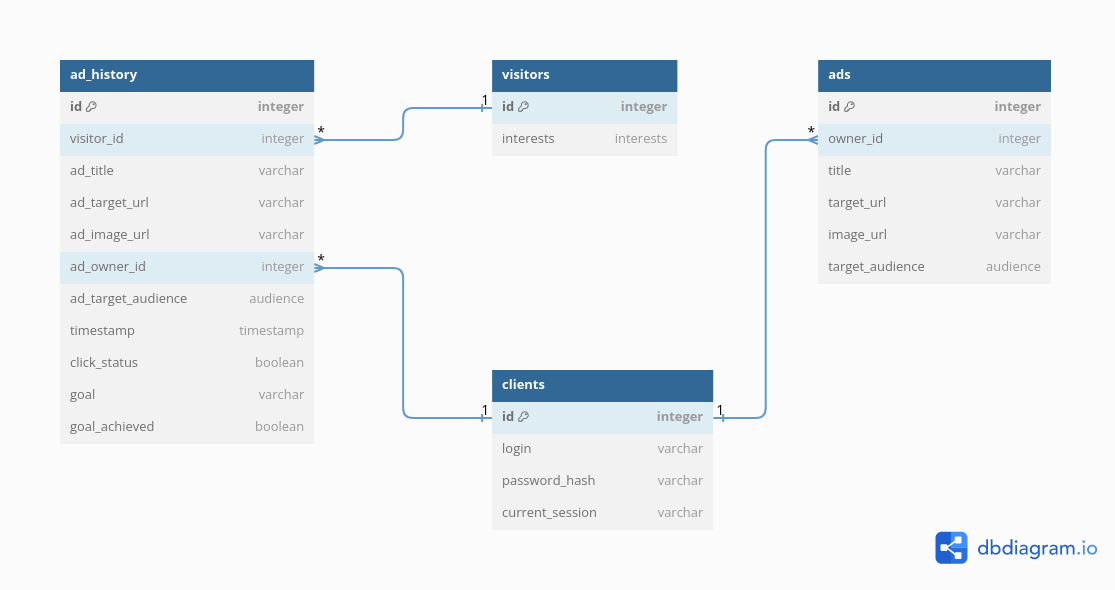 ad_history
id integer
visitor_id integer
ad_title varchar
ad_target_url varchar
ad_image_url varchar
ad_owner_id integer
ad_target_audience audience
timestamp timestamp
click_status boolean
goal varchar
goal_achieved boolean
*
*
1
visitors
id integer
interests interests
1
clients
id integer
login varchar
password_hash varchar
current_session varchar
1
*
ads
id integer
owner_id integer
title varchar
target_url varchar
image_url varchar
target_audience audience
dbdiagram.io